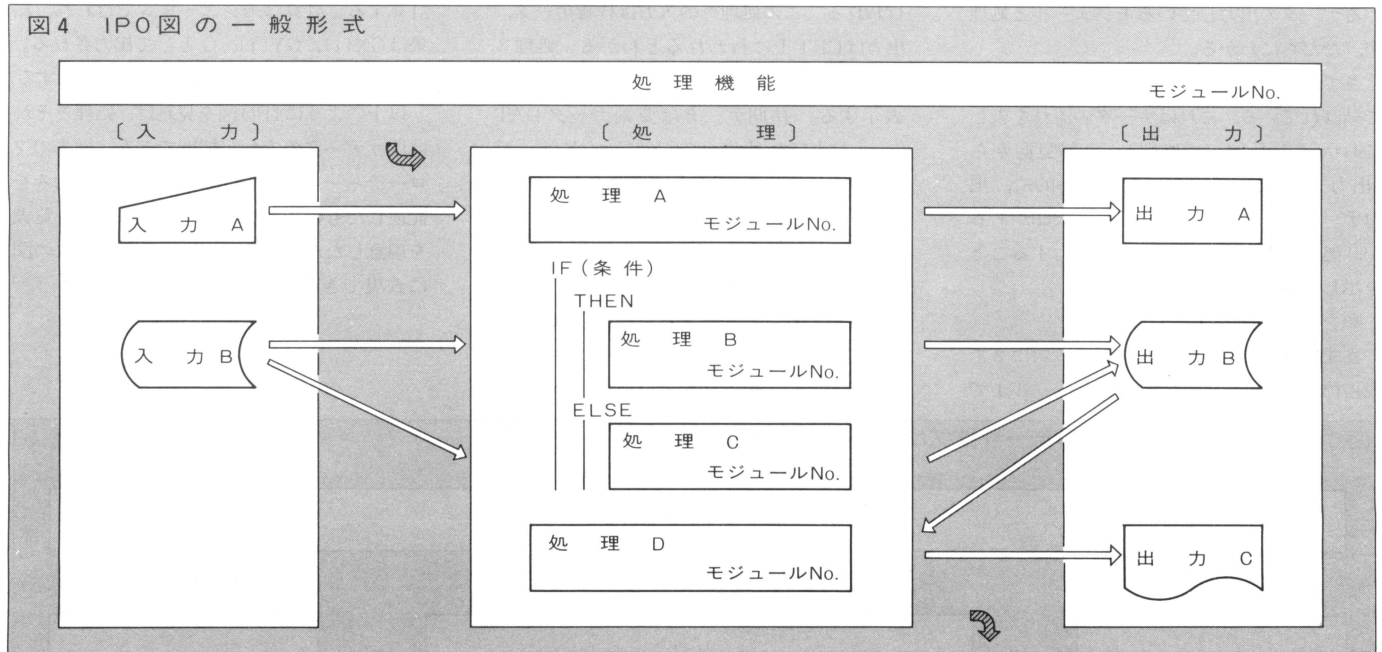 図4 IPO図の一般形式
処理機能
モジュールNo.
〔入力〕
〔処理〕
〔出力〕
入力A
処理A
モジュールNo.
出力A
IF(条件)
THEN
入力B
処理B
モジュールNo.
出力B
ELSE
処理C
モジュールNo.
処理D
モジュールNo.
出力C